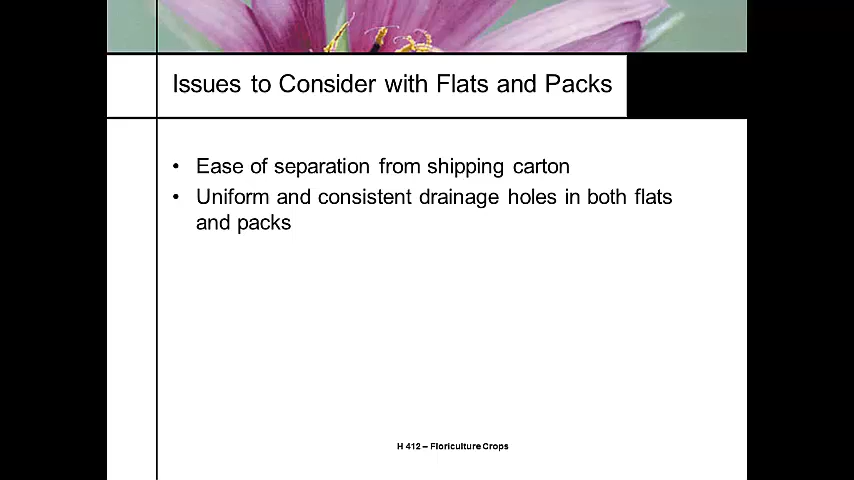 Issues to Consider with Flats and Packs
• Ease of separation from shipping carton
• Uniform and consistent drainage holes in both flats
and packs
H 412 – Floriculture Crops